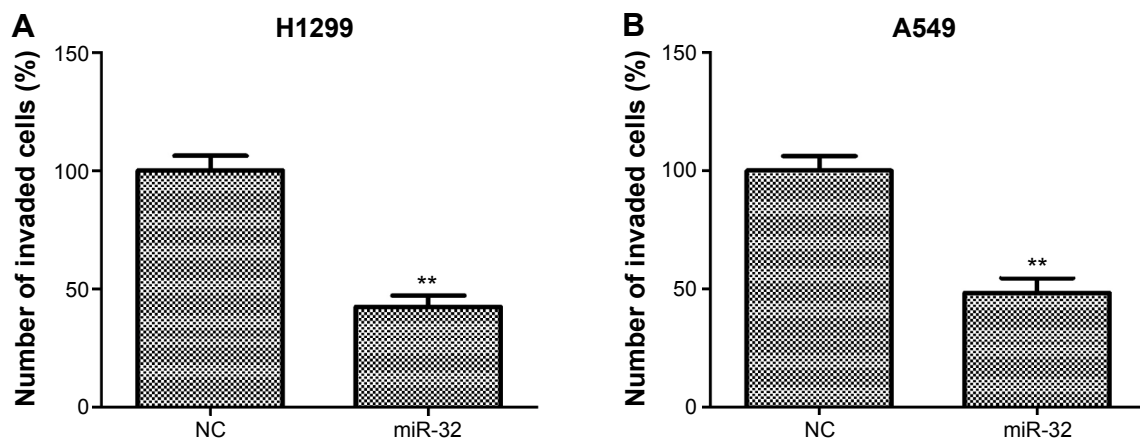 A
H1299
Number of invaded cells (%)
150
100
50
0
**
NC
miR-32
B
A549
Number of invaded cells (%)
150
100
50
0
**
NC
miR-32